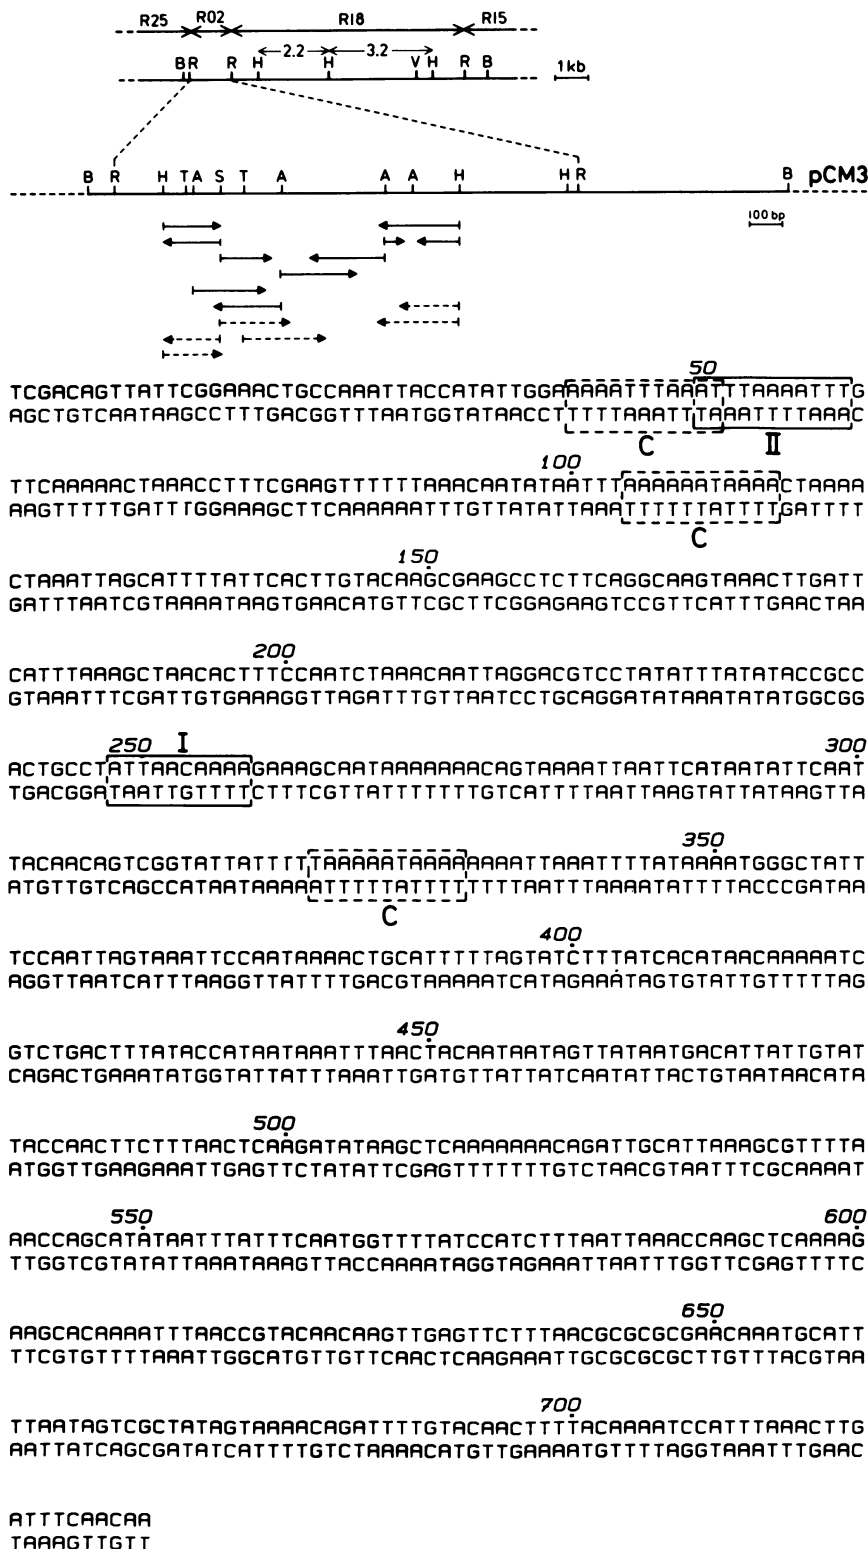 R25 R02 R18 R15
2.2 3.2
B R R H H V H R B 1kb
B R H T A S T A A A H H R B pCM3
100 bp
50
TCGACAGTTATTCGGAAACTGCCAAATTACCATATTGGAAAAATTTAAATTTAAAATTTG
AGCTGTCAATAAGCCTTTGACGGTTTAATGGTATAACCTTTTTAAATTTAAATTTTAAAC
C II
100
TTCAAAAACTAAACCTTTCGAAGTTTTTTAAACAATATAATTTAAAAAATAAAACTAAAA
AAGTTTTTGATTTGGAAAGCTTCAAAAAATTTGTTATATTAAATTTTTTATTTTGATTTT
C
150
CTAAATTAGCATTTTATTCACTTGTACAAGCGAAGCCTCTTCAGGCAAGTAAACTTGATT
GATTTAATCGTAAAATAAGTGAACATGTTCGCTTCGGAGAAGTCCGTTCATTTGAACTAA
200
CATTTAAAGCTAACACTTTCCAATCTAAACAATTAGGACGTCCTATATTTATATACCGCC
GTAAATTTCGATTGTGAAAGGTTAGATTTGTTAATCCTGCAGGATATAAATATATGGCGG
250 I 300
ACTGCCTATTAACAAAAGAAAGCAATAAAAAAACAGTAAAATTAATTCATAATATTCAAT
TGACGGATAATTGTTTTCTTTCGTTATTTTTTTGTCATTTTAATTAAGTATTATAAGTTA
350
TACAACAGTCGGTATTATTTTTAAAAATAAAAAAAATTAAATTTTATAAAATGGGCTATT
ATGTTGTCAGCCATAATAAAAATTTTTATTTTTTTTAATTTAAAATATTTTACCCGATAA
C
400
TCCAATTAGTAAATTCCAATAAAACTGCATTTTTAGTATCTTTATCACATAACAAAAATC
AGGTTAATCATTTAAGGTTATTTTGACGTAAAAATCATAGAAATAGTGTATTGTTTTTAG
450
GTCTGACTTTATACCATAATAAATTTAACTACAATAATAGTTATAATGACATTATTGTAT
CAGACTGAAATATGGTATTATTTAAATTGATGTTATTATCAATATTACTGTAATAACATA
500
TACCAACTTCTTTAACTCAAGATATAAGCTCAAAAAAACAGATTGCATTAAAGCGTTTTA
ATGGTTGAAGAAATTGAGTTCTATATTCGAGTTTTTTTGTCTAACGTAATTTCGCAAAAT
550 600
AACCAGCATATAATTTATTTCAATGGTTTTATCCATCTTTAATTAAACCAAGCTCAAAAG
TTGGTCGTATATTAAATAAAGTTACCAAAATAGGTAGAAATTAATTTGGTTCGAGTTTTC
650
AAGCACAAAATTTAACCGTACAACAAGTTGAGTTCTTTAACGCGCGCGAACAAATGCATT
TTCGTGTTTTAAATTGGCATGTTGTTCAACTCAAGAAATTGCGCGCGCTTGTTTACGTAA
700
TTAATAGTCGCTATAGTAAAACAGATTTTGTACAACTTTTACAAAATCCATTTAAACTTG
AATTATCAGCGATATCATTTTGTCTAAAACATGTTGAAAATGTTTTAGGTAAATTTGAAC
ATTTCAACAA
TAAAGTTGTT